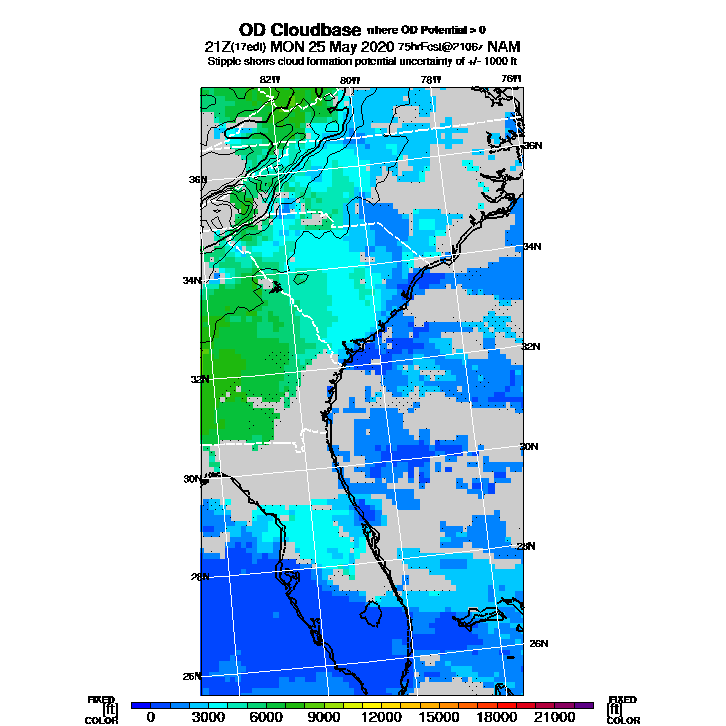 OD Cloudbase where OD Potential > 0
21Z(17edt) MON 25 May 2020 75hrFcst@2106z NAM
Stipple shows cloud formation potential uncertainty of +/- 1000 ft
82W 80W 78W 76W
36N
36N
34N
34N
32N
32N
30N
30N
28N
28N
26N
26N
FIXED FIXED
[ft] 0 3000 6000 9000 12000 15000 18000 21000 [ft]
COLOR COLOR